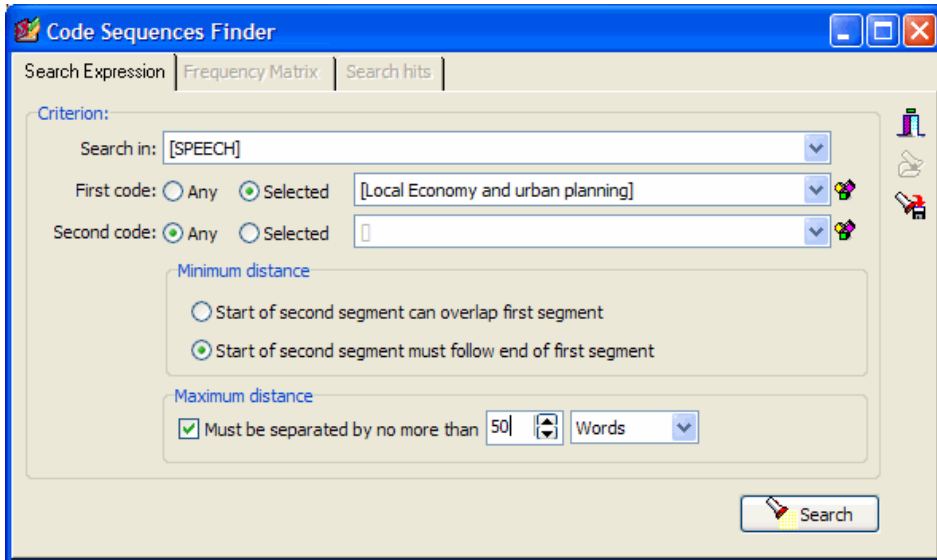 Code Sequences Finder
Search Expression Frequency Matrix Search hits
Criterion:
Search in: [SPEECH]
First code: Any Selected [Local Economy and urban planning]
Second code: Any Selected []
Minimum distance
Start of second segment can overlap first segment
Start of second segment must follow end of first segment
Maximum distance
Must be separated by no more than 50 Words
Search